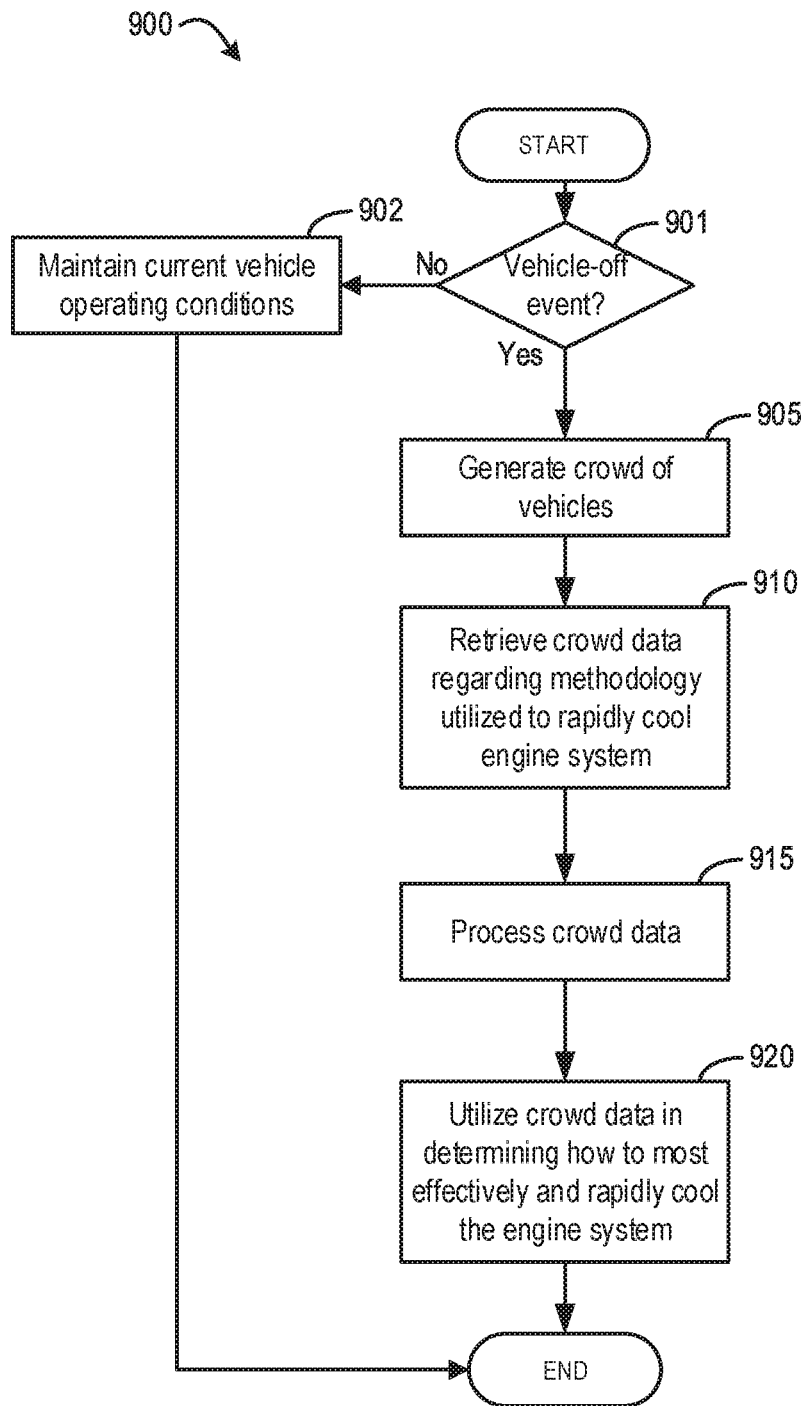 900
START
902
901
Maintain current vehicle
operating conditions
No
Vehicle-off
event?
Yes
905
Generate crowd of
vehicles
910
Retrieve crowd data
regarding methodology
utilized to rapidly cool
engine system
915
Process crowd data
920
Utilize crowd data in
determining how to most
effectively and rapidly cool
the engine system
END